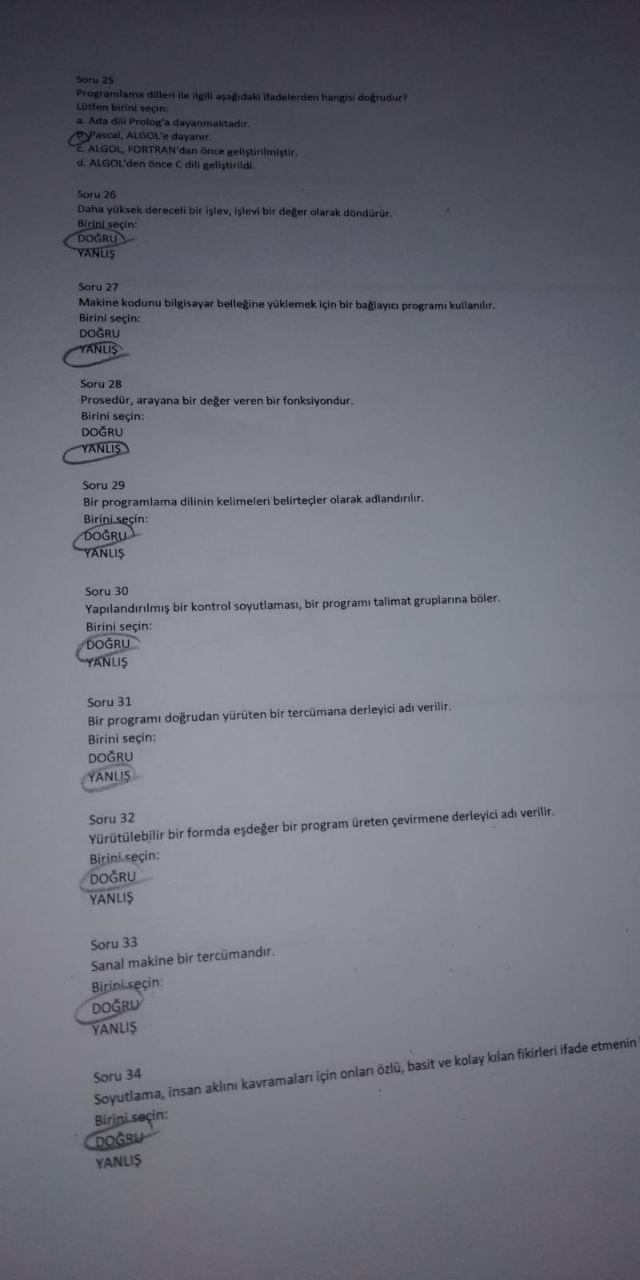 Soru 25
Programlama dilleri ile ilgili aşağıdaki ifadelerden hangisi doğrudur?
Lütfen birini seçin:
a. Ada dili Prolog'a dayanmaktadır.
b. Pascal, ALGOL'e dayanır.
c. ALGOL, FORTRAN'dan önce geliştirilmiştir.
d. ALGOL'den önce C dili geliştirildi.
Soru 26
Daha yüksek dereceli bir işlev, işlevi bir değer olarak döndürür.
Birini seçin:
DOĞRU
YANLIŞ
Soru 27
Makine kodunu bilgisayar belleğine yüklemek için bir bağlayıcı programı kullanılır.
Birini seçin:
DOĞRU
YANLIŞ
Soru 28
Prosedür, arayana bir değer veren bir fonksiyondur.
Birini seçin:
DOĞRU
YANLIŞ
Soru 29
Bir programlama dilinin kelimeleri belirteçler olarak adlandırılır.
Birini seçin:
DOĞRU
YANLIŞ
Soru 30
Yapılandırılmış bir kontrol soyutlaması, bir programı talimat gruplarına böler.
Birini seçin:
DOĞRU
YANLIŞ
Soru 31
Bir programı doğrudan yürüten bir tercümana derleyici adı verilir.
Birini seçin:
DOĞRU
YANLIŞ
Soru 32
Yürütülebilir bir formda eşdeğer bir program üreten çevirmene derleyici adı verilir.
Birini seçin:
DOĞRU
YANLIŞ
Soru 33
Sanal makine bir tercümandır.
Birini seçin:
DOĞRU
YANLIŞ
Soru 34
Soyutlama, insan aklını kavramaları için onları özlü, basit ve kolay kılan fikirleri ifade etmenin
Birini seçin:
DOĞRU
YANLIŞ